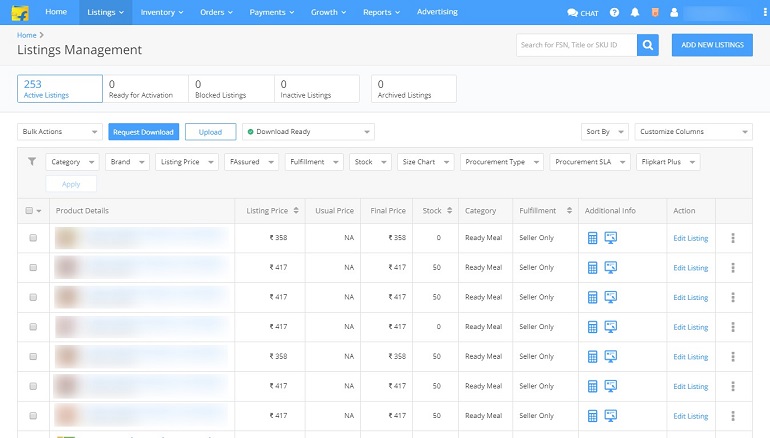 Home Listings Inventory Orders Payments Growth Reports Advertising CHAT
Home
Listings Management
Search for FSN, Title or SKU ID
ADD NEW LISTINGS
253 0 0 0 0
Active Listings Ready for Activation Blocked Listings Inactive Listings Archived Listings
Bulk Actions Request Download Upload Download Ready Sort By Customize Columns
Category Brand Listing Price FAssured Fulfillment Stock Size Chart Procurement Type Procurement SLA Flipkart Plus
Apply
Product Details Listing Price Usual Price Final Price Stock Category Fulfillment Additional Info Action
₹ 358 NA ₹ 358 0 Ready Meal Seller Only Edit Listing
₹ 417 NA ₹ 417 50 Ready Meal Seller Only Edit Listing
₹ 417 NA ₹ 417 50 Ready Meal Seller Only Edit Listing
₹ 417 NA ₹ 417 0 Ready Meal Seller Only Edit Listing
₹ 358 NA ₹ 358 50 Ready Meal Seller Only Edit Listing
₹ 417 NA ₹ 417 50 Ready Meal Seller Only Edit Listing
₹ 417 NA ₹ 417 50 Ready Meal Seller Only Edit Listing